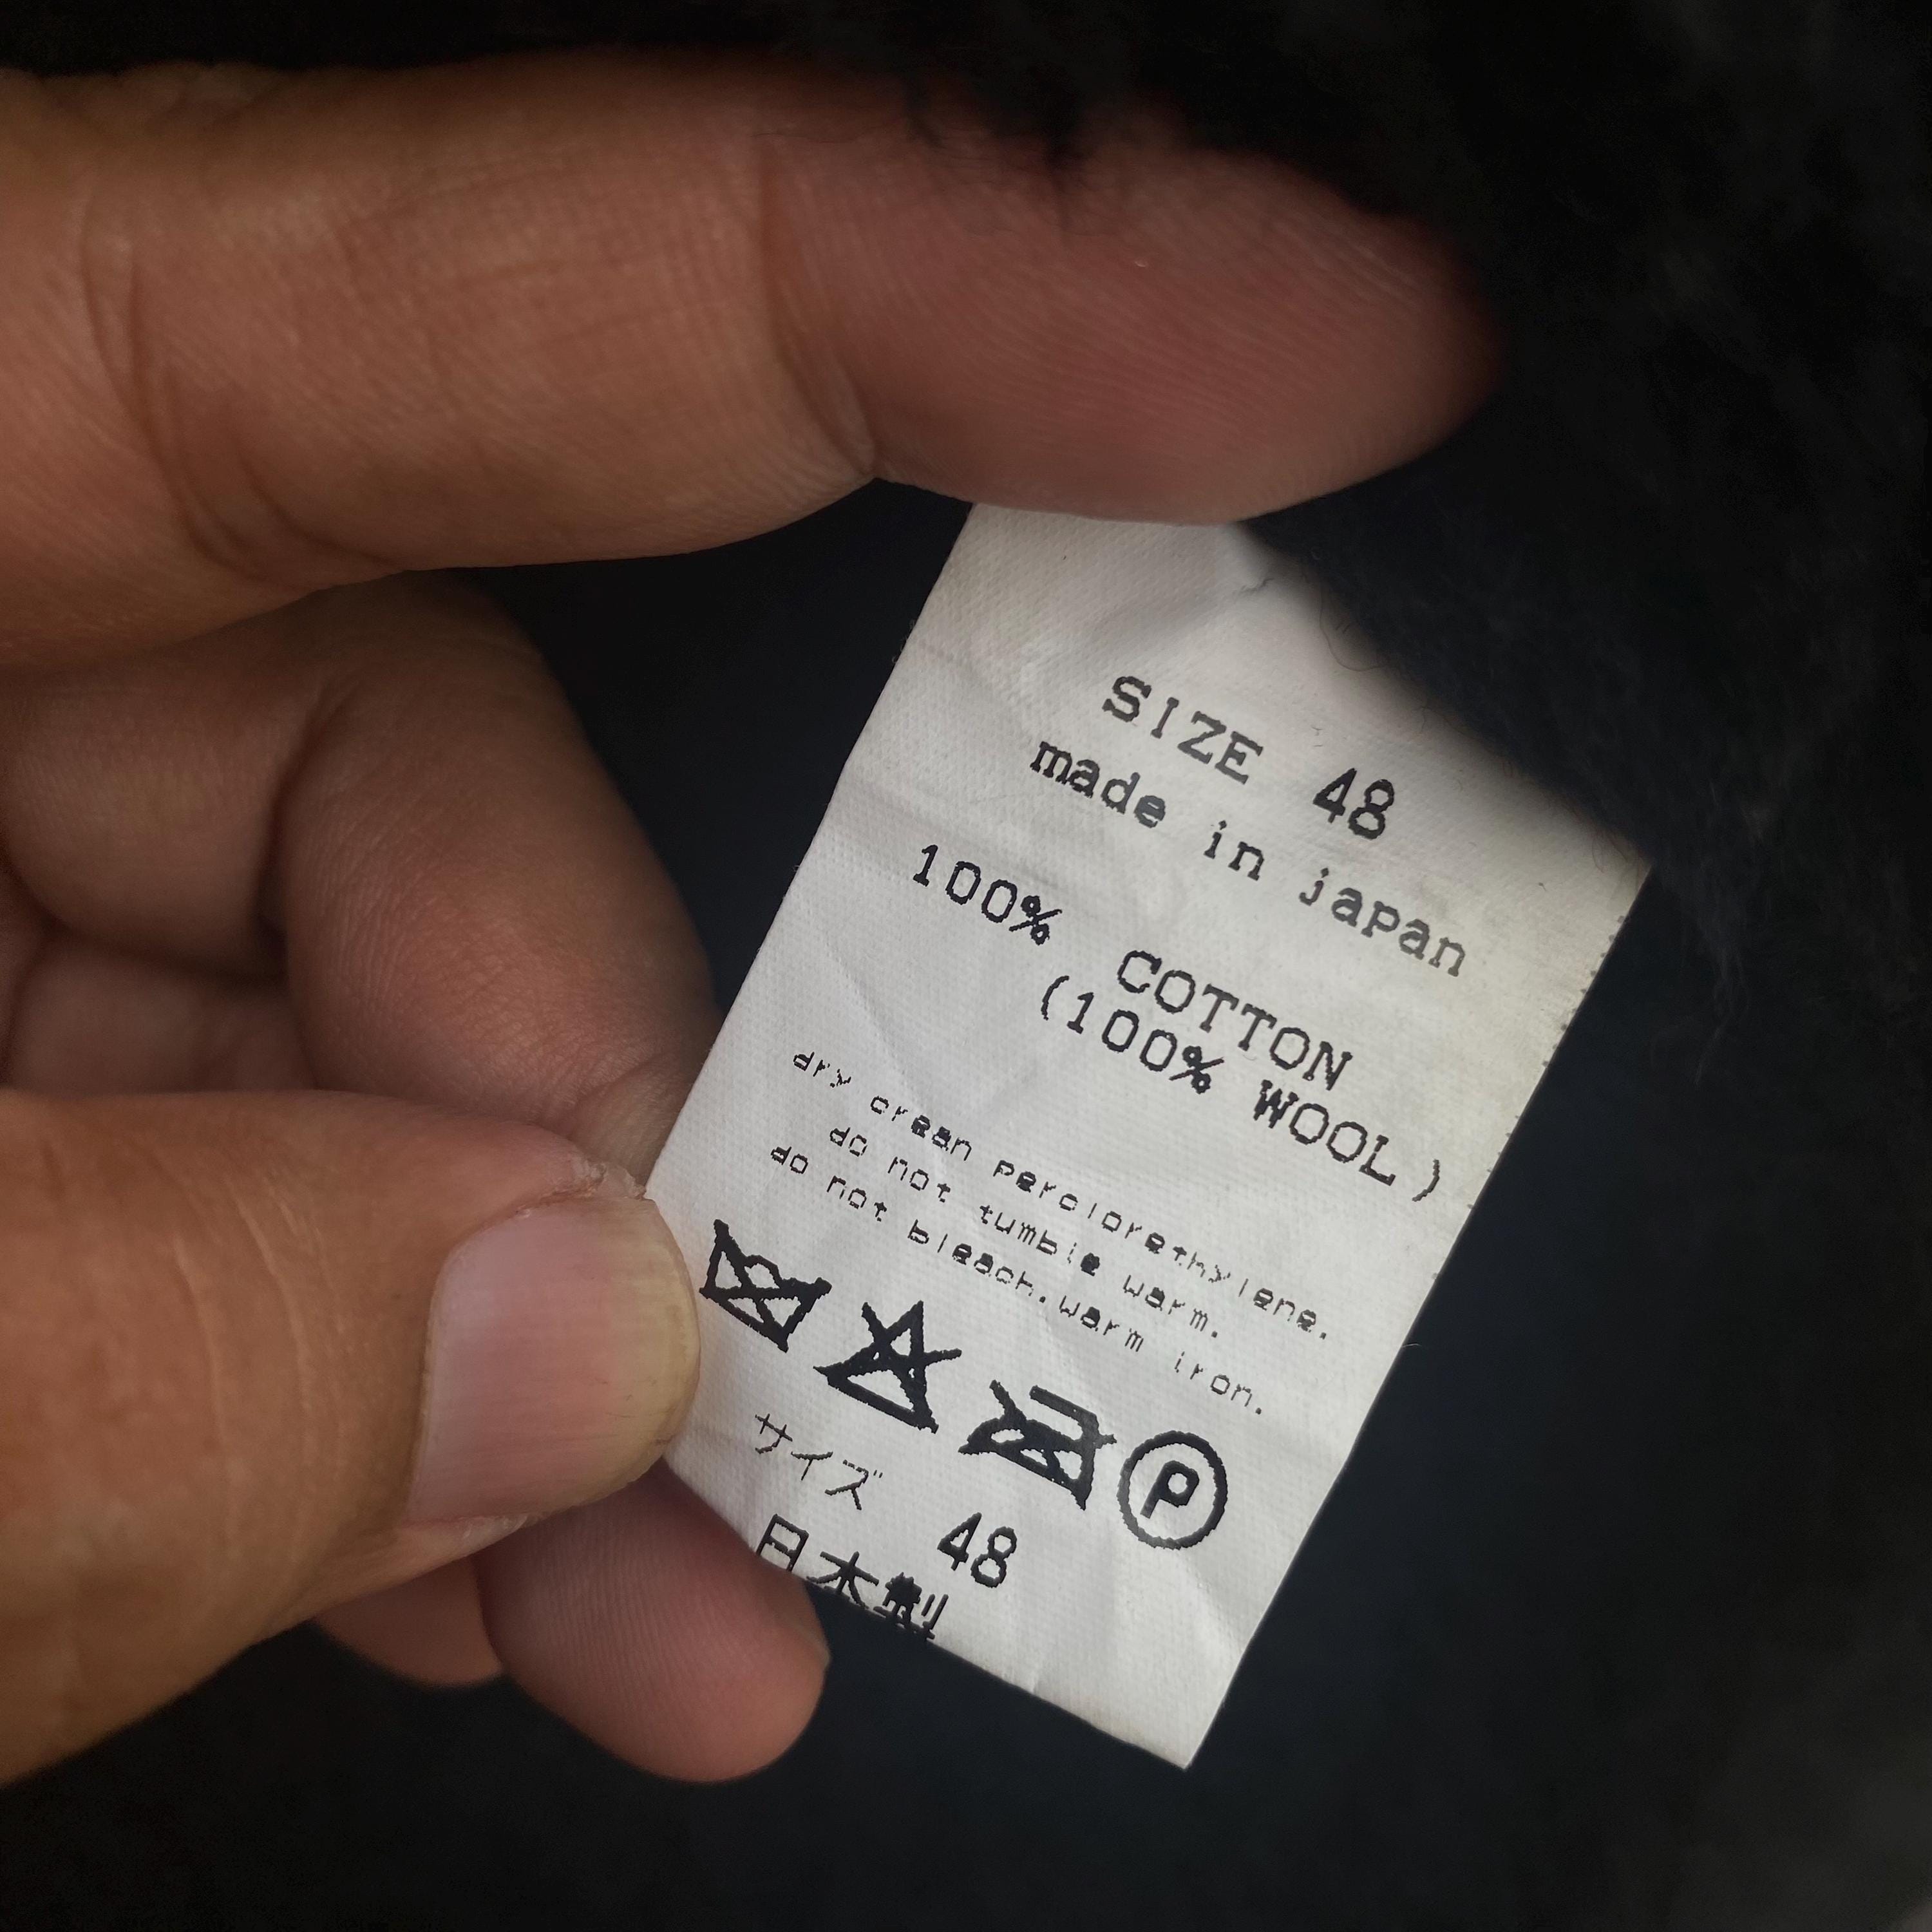 SIZE 48
made in japan
100% COTTON
(100% WOOL)
dry crean perclorethylene.
do not tumble warm.
do not bleach.warm iron.
P
サイズ 48
日本製